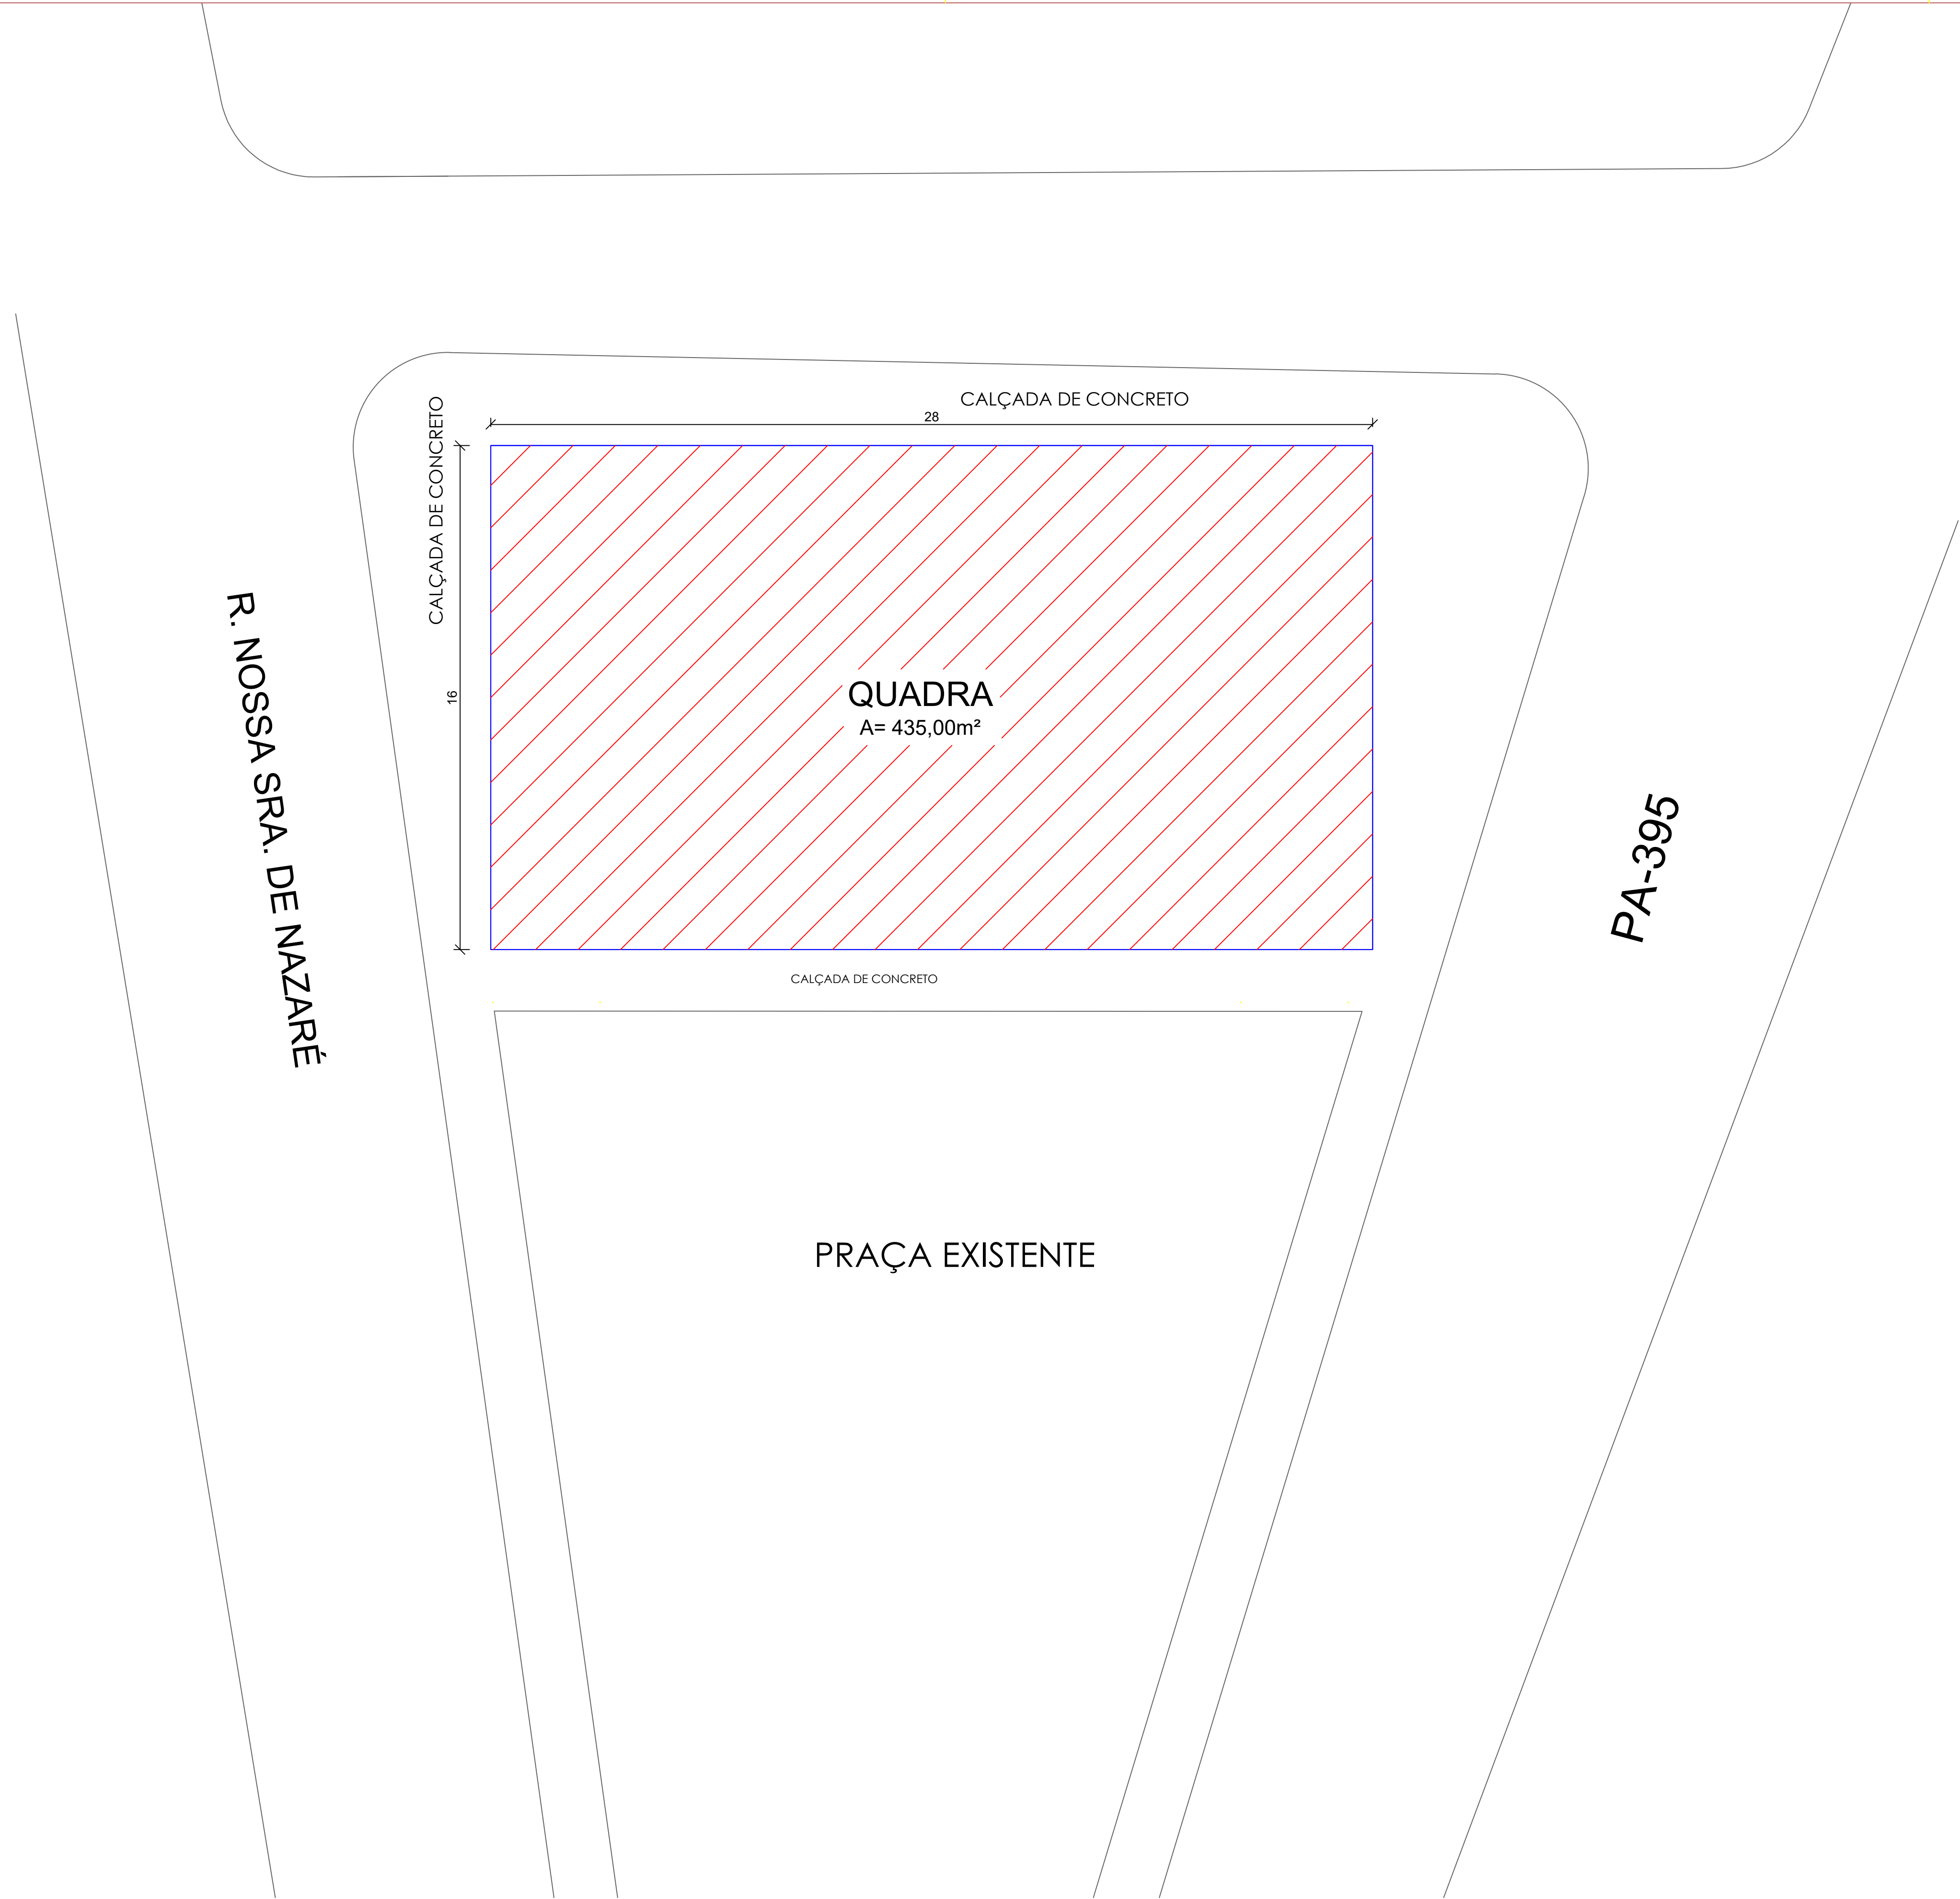 CALÇADA DE CONCRETO
28
CALÇADA DE CONCRETO
16
R. NOSSA SRA. DE NAZARÉ
QUADRA
A= 435,00m²
PA-395
CALÇADA DE CONCRETO
PRAÇA EXISTENTE